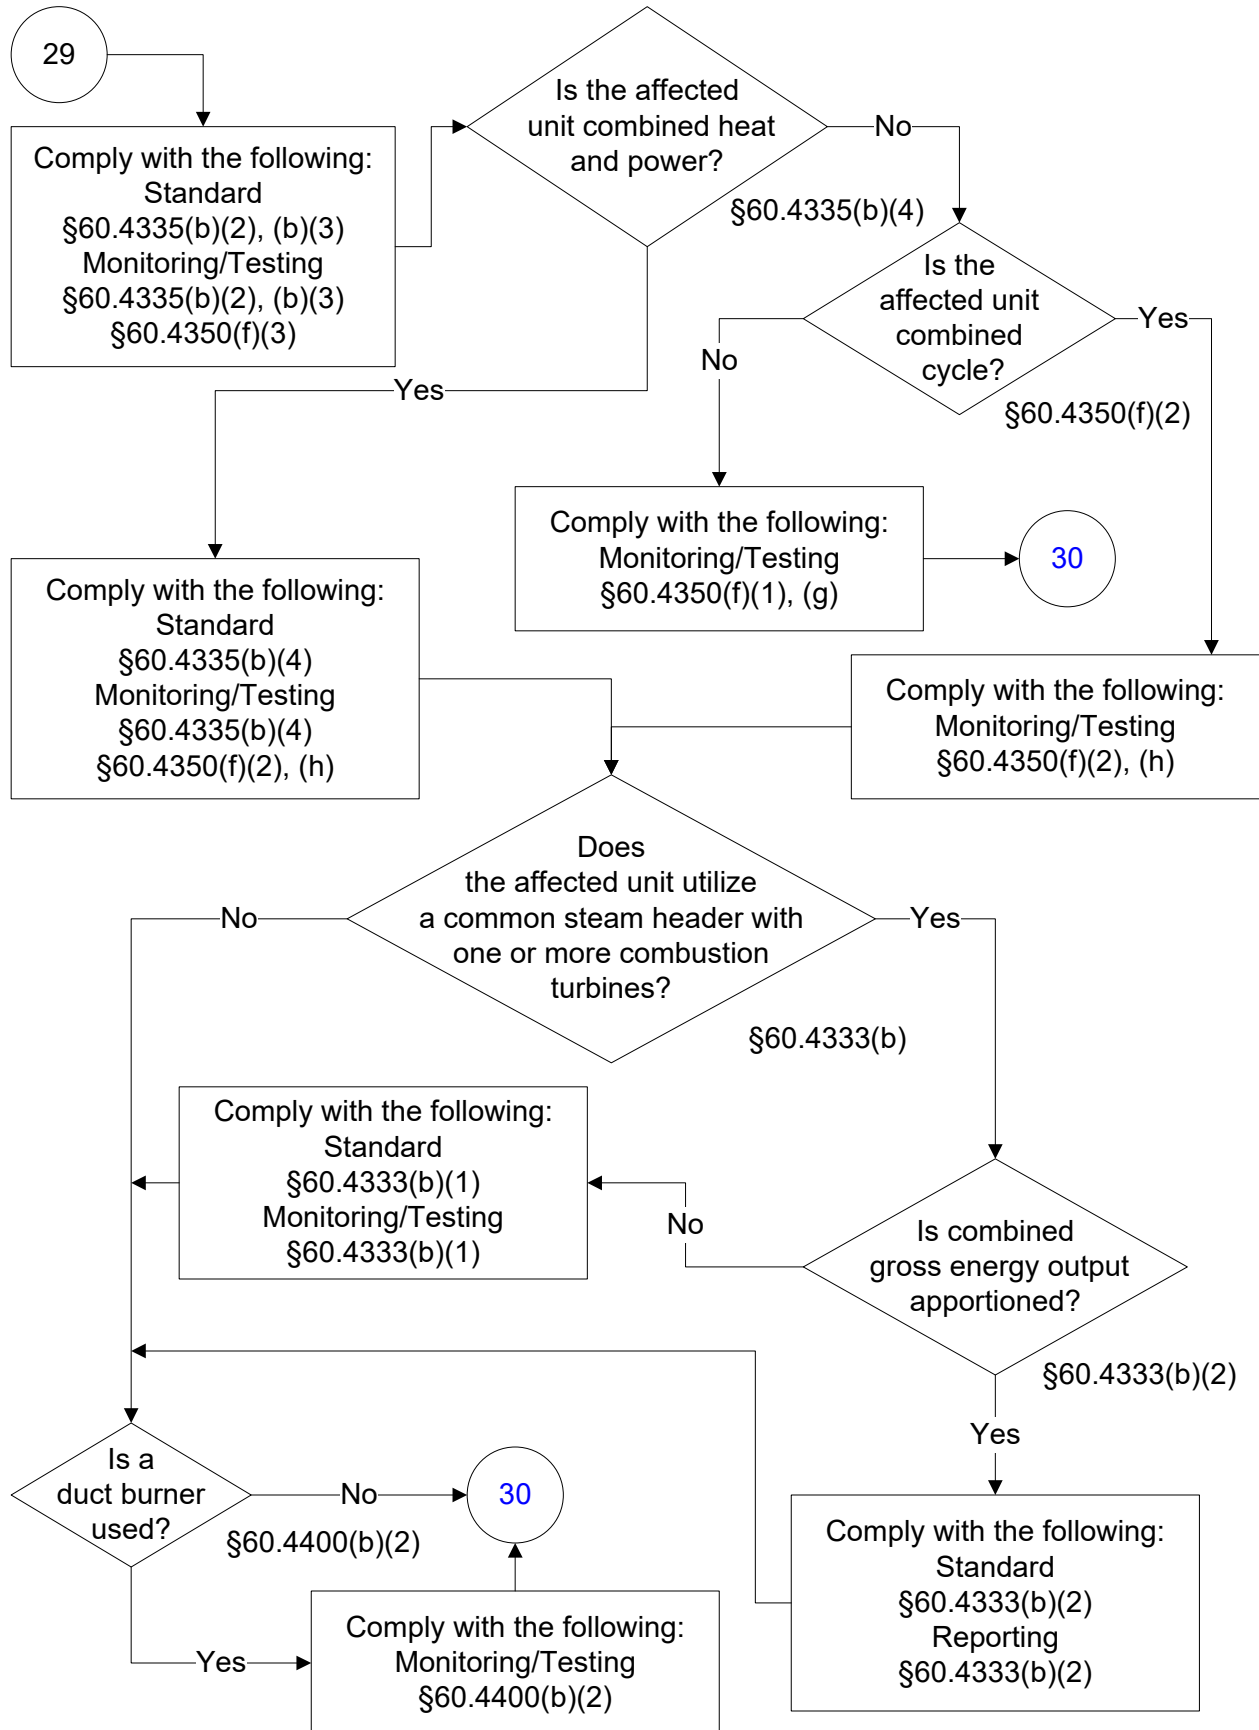 29
Comply with the following:
Standard
§60.4335(b)(2), (b)(3)
Monitoring/Testing
§60.4335(b)(2), (b)(3)
§60.4350(f)(3)
Is the affected
unit combined heat
and power?
No
§60.4335(b)(4)
Yes
Is the
affected unit
combined
cycle?
Yes
No
§60.4350(f)(2)
Comply with the following:
Monitoring/Testing
§60.4350(f)(1), (g)
30
Comply with the following:
Standard
§60.4335(b)(4)
Monitoring/Testing
§60.4335(b)(4)
§60.4350(f)(2), (h)
Comply with the following:
Monitoring/Testing
§60.4350(f)(2), (h)
Does
the affected unit utilize
a common steam header with
one or more combustion
turbines?
No
Yes
§60.4333(b)
Comply with the following:
Standard
§60.4333(b)(1)
Monitoring/Testing
§60.4333(b)(1)
No
Is combined
gross energy output
apportioned?
§60.4333(b)(2)
Yes
Is a
duct burner
used?
No
30
§60.4400(b)(2)
Yes
Comply with the following:
Monitoring/Testing
§60.4400(b)(2)
Comply with the following:
Standard
§60.4333(b)(2)
Reporting
§60.4333(b)(2)